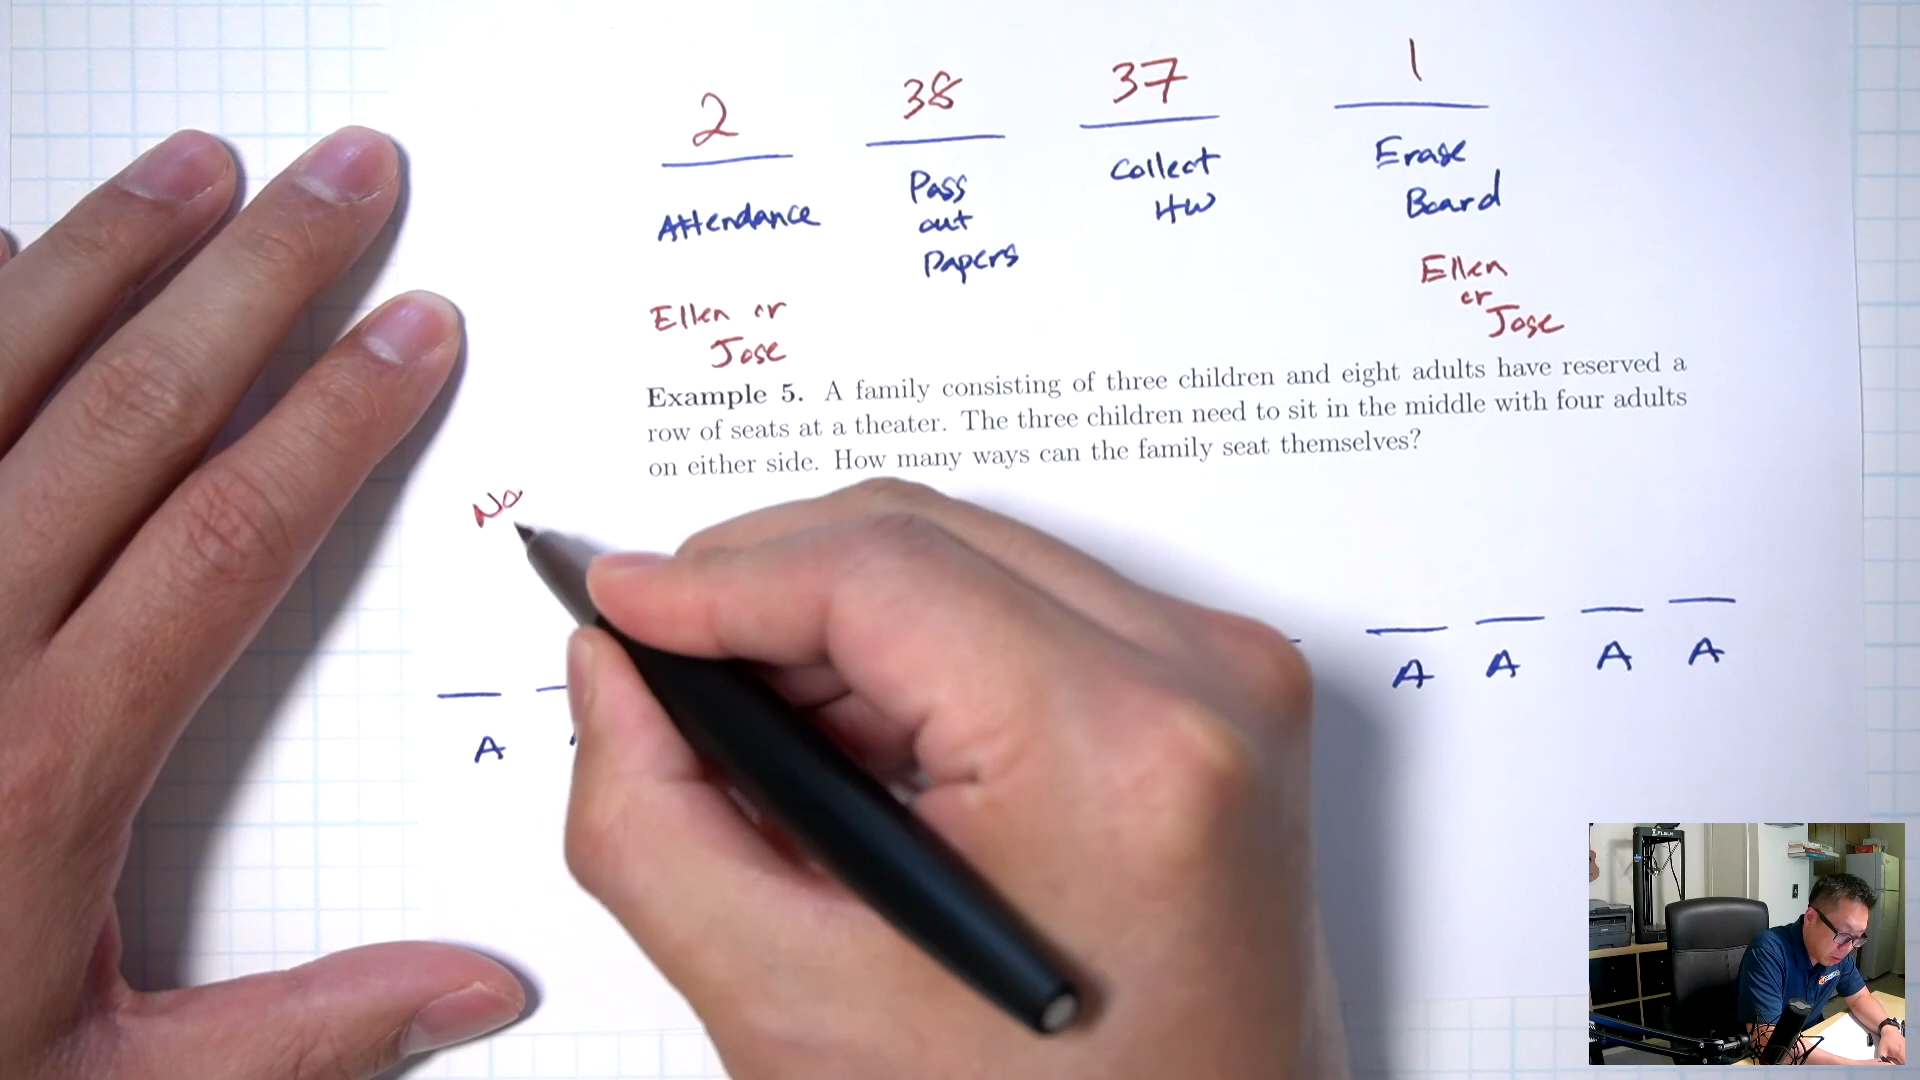 2 38 37 1
Attendance
Pass
out
Papers
Collect
HW
Erase
Board
Ellen or
Jose
Ellen
or
Jose
Example 5. A family consisting of three children and eight adults have reserved a
row of seats at a theater. The three children need to sit in the middle with four adults
on either side. How many ways can the family seat themselves?
No
A A A A A